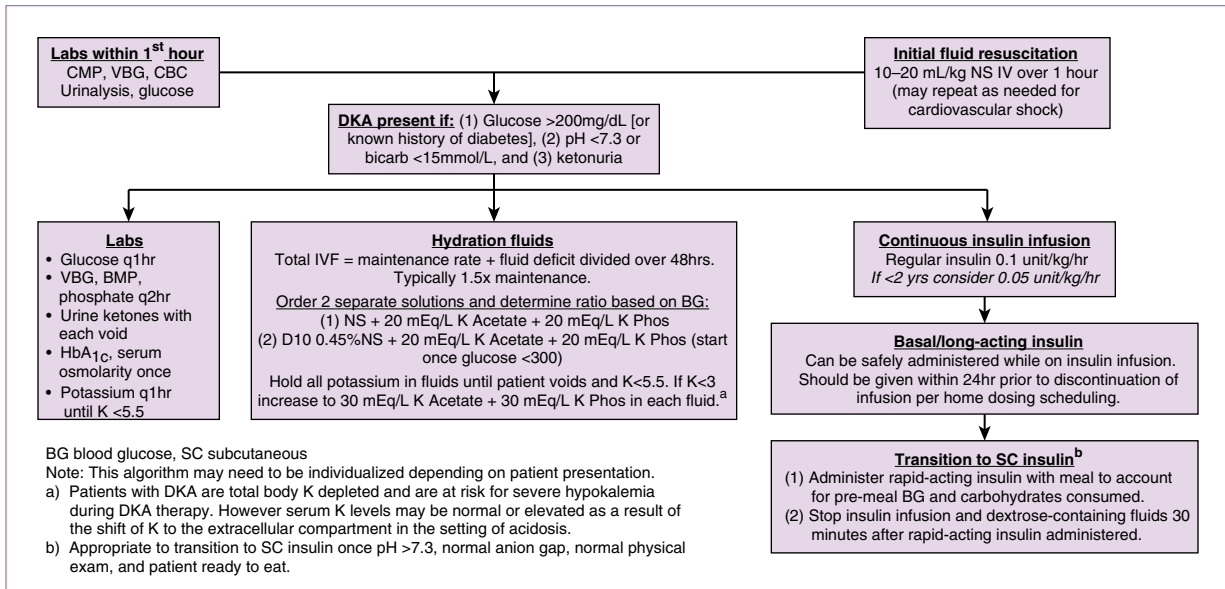 Labs within 1st hour
CMP, VBG, CBC
Urinalysis, glucose
Initial fluid resuscitation
10–20 mL/kg NS IV over 1 hour
(may repeat as needed for
cardiovascular shock)
DKA present if: (1) Glucose >200mg/dL [or
known history of diabetes], (2) pH <7.3 or
bicarb <15mmol/L, and (3) ketonuria
Labs
• Glucose q1hr
• VBG, BMP,
phosphate q2hr
• Urine ketones with
each void
• HbA1c, serum
osmolarity once
• Potassium q1hr
until K <5.5
Hydration fluids
Total IVF = maintenance rate + fluid deficit divided over 48hrs.
Typically 1.5x maintenance.
Order 2 separate solutions and determine ratio based on BG:
(1) NS + 20 mEq/L K Acetate + 20 mEq/L K Phos
(2) D10 0.45%NS + 20 mEq/L K Acetate + 20 mEq/L K Phos (start
once glucose <300)
Hold all potassium in fluids until patient voids and K<5.5. If K<3
increase to 30 mEq/L K Acetate + 30 mEq/L K Phos in each fluid.a
Continuous insulin infusion
Regular insulin 0.1 unit/kg/hr
If <2 yrs consider 0.05 unit/kg/hr
Basal/long-acting insulin
Can be safely administered while on insulin infusion.
Should be given within 24hr prior to discontinuation of
infusion per home dosing scheduling.
Transition to SC insulinb
(1) Administer rapid-acting insulin with meal to account
for pre-meal BG and carbohydrates consumed.
(2) Stop insulin infusion and dextrose-containing fluids 30
minutes after rapid-acting insulin administered.
BG blood glucose, SC subcutaneous
Note: This algorithm may need to be individualized depending on patient presentation.
a) Patients with DKA are total body K depleted and are at risk for severe hypokalemia
during DKA therapy. However serum K levels may be normal or elevated as a result of
the shift of K to the extracellular compartment in the setting of acidosis.
b) Appropriate to transition to SC insulin once pH >7.3, normal anion gap, normal physical
exam, and patient ready to eat.